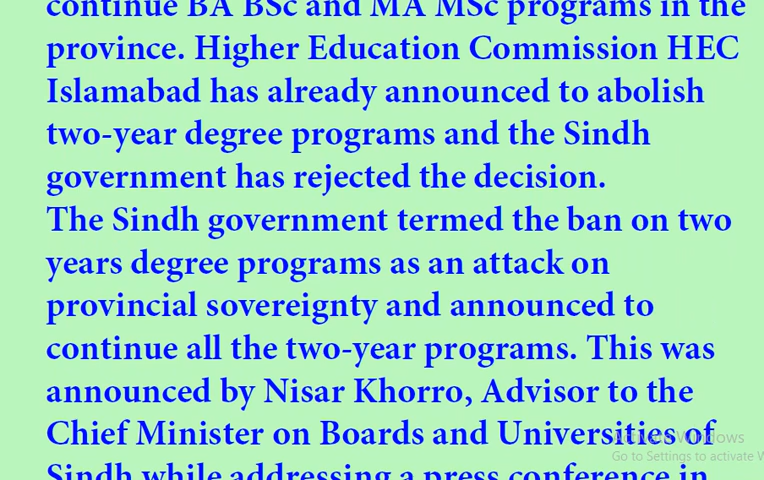 continue BA BSc and MA MSc programs in the
province. Higher Education Commission HEC
Islamabad has already announced to abolish
two-year degree programs and the Sindh
government has rejected the decision.
The Sindh government termed the ban on two
years degree programs as an attack on
provincial sovereignty and announced to
continue all the two-year programs. This was
announced by Nisar Khorro, Advisor to the
Chief Minister on Boards and Universities of
Activate Windows
Go to Settings to activate W
Sindh while addressing a press conference in